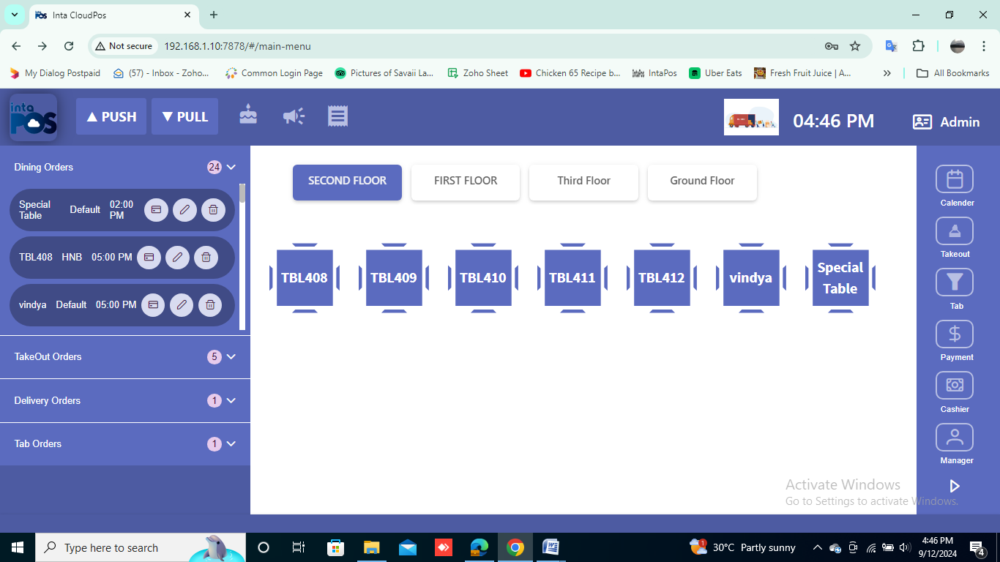 Inta CloudPos
Not secure 192.168.1.10:7878/#/main-menu
My Dialog Postpaid (57) - Inbox - Zoho... Common Login Page Pictures of Savaii La... Zoho Sheet Chicken 65 Recipe b... IntaPos Uber Eats Fresh Fruit Juice | A... All Bookmarks
inta POS
PUSH PULL 04:46 PM Admin
Dining Orders 24
Special Table Default 02:00 PM
TBL408 HNB 05:00 PM
vindya Default 05:00 PM
TakeOut Orders 5
Delivery Orders 1
Tab Orders 1
SECOND FLOOR FIRST FLOOR Third Floor Ground Floor
TBL408 TBL409 TBL410 TBL411 TBL412 vindya Special Table
Calender
Takeout
Tab
Payment
Cashier
Manager
Activate Windows
Go to Settings to activate Windows.
Type here to search 1 30°C Partly sunny 4:46 PM
9/12/2024 4